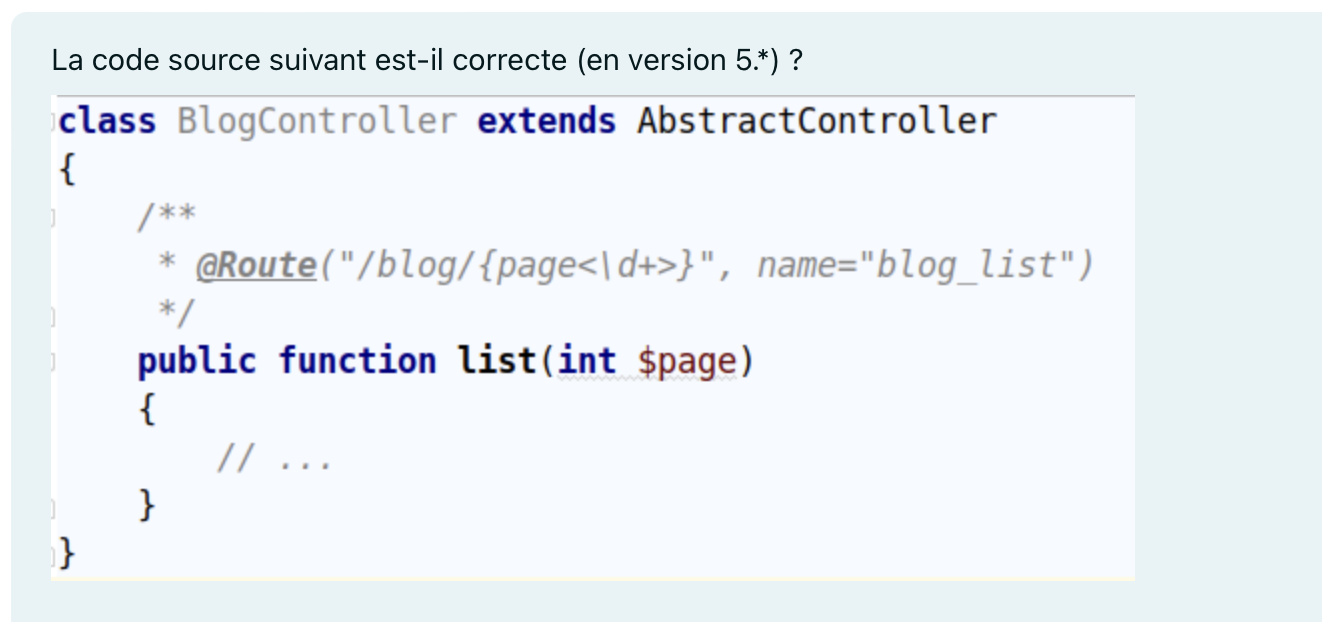 La code source suivant est-il correcte (en version 5.*) ?
class BlogController extends AbstractController
{
    /**
     * @Route("/blog/{page<\d+>}", name="blog_list")
     */
    public function list(int $page)
    {
        // ...
    }
}